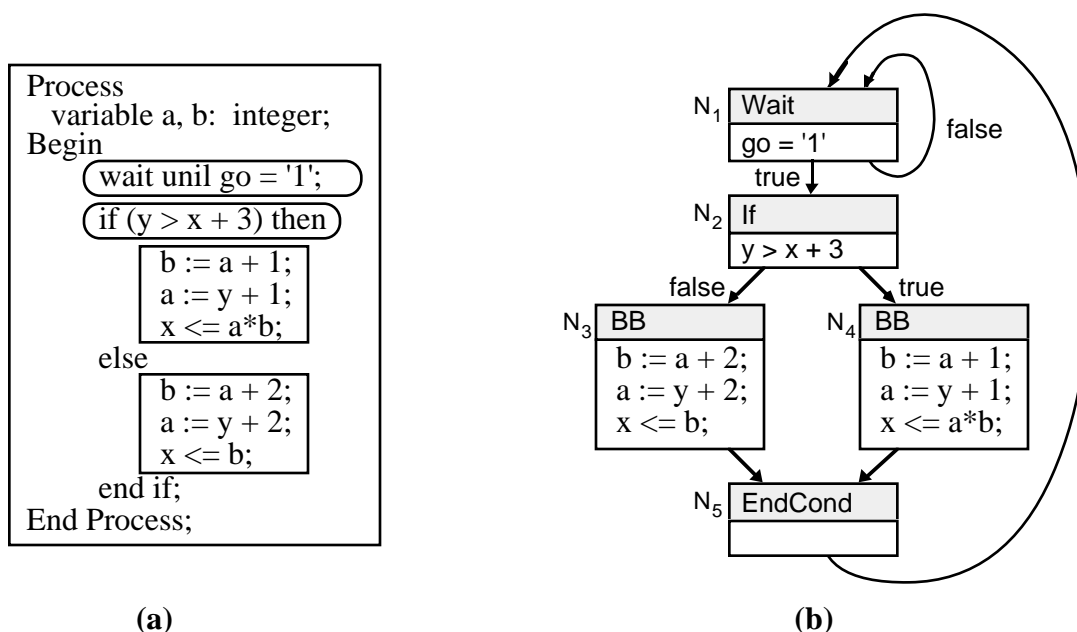 Process
variable a, b: integer;
Begin
wait unil go = '1';
if (y > x + 3) then
b := a + 1;
a := y + 1;
x <= a*b;
else
b := a + 2;
a := y + 2;
x <= b;
end if;
End Process;
(a)
N1 Wait
go = '1'
false
true
N2 If
y > x + 3
false
true
N3 BB
b := a + 2;
a := y + 2;
x <= b;
N4 BB
b := a + 1;
a := y + 1;
x <= a*b;
N5 EndCond
(b)